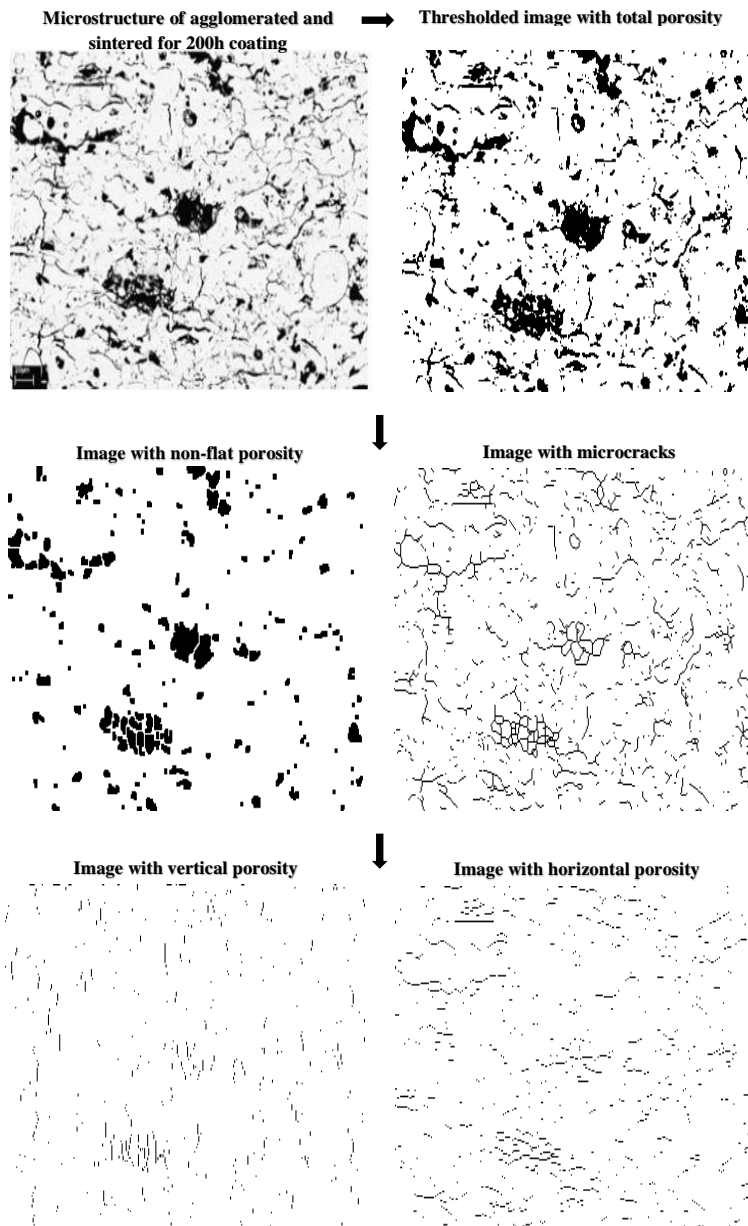 Microstructure of agglomerated and
sintered for 200h coating
Thresholded image with total porosity
Image with non-flat porosity
Image with microcracks
Image with vertical porosity
Image with horizontal porosity